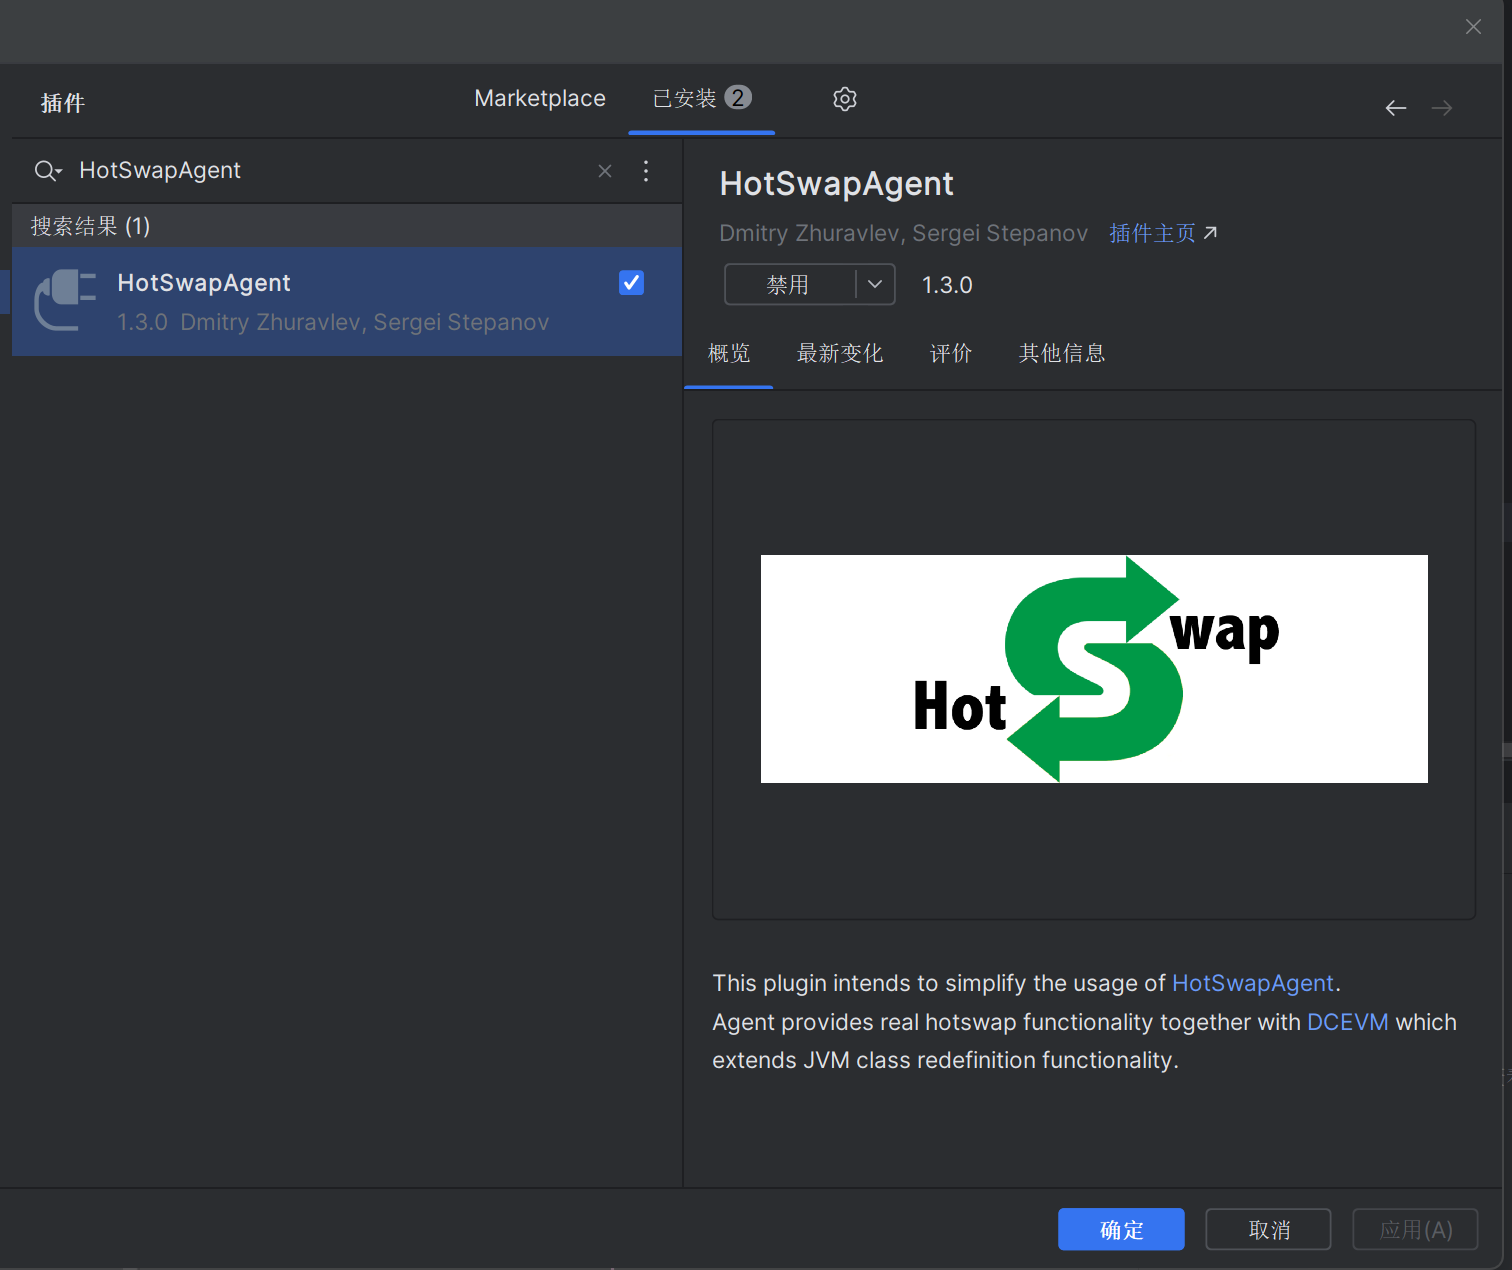 插件
Marketplace
已安装 2
HotSwapAgent
搜索结果 (1)
HotSwapAgent
1.3.0 Dmitry Zhuravlev, Sergei Stepanov
HotSwapAgent
Dmitry Zhuravlev, Sergei Stepanov 插件主页
禁用 1.3.0
概览 最新变化 评价 其他信息
Hot Swap
This plugin intends to simplify the usage of HotSwapAgent.
Agent provides real hotswap functionality together with DCEVM which
extends JVM class redefinition functionality.
确定 取消 应用(A)